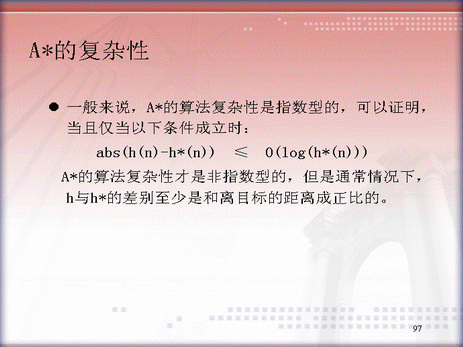 A*的复杂性
● 一般来说，A*的算法复杂性是指数型的，可以证明，
当且仅当以下条件成立时：
abs(h(n)-h*(n)) ≤ O(log(h*(n)))
A*的算法复杂性才是非指数型的，但是通常情况下，
h与h*的差别至少是和离目标的距离成正比的。
97